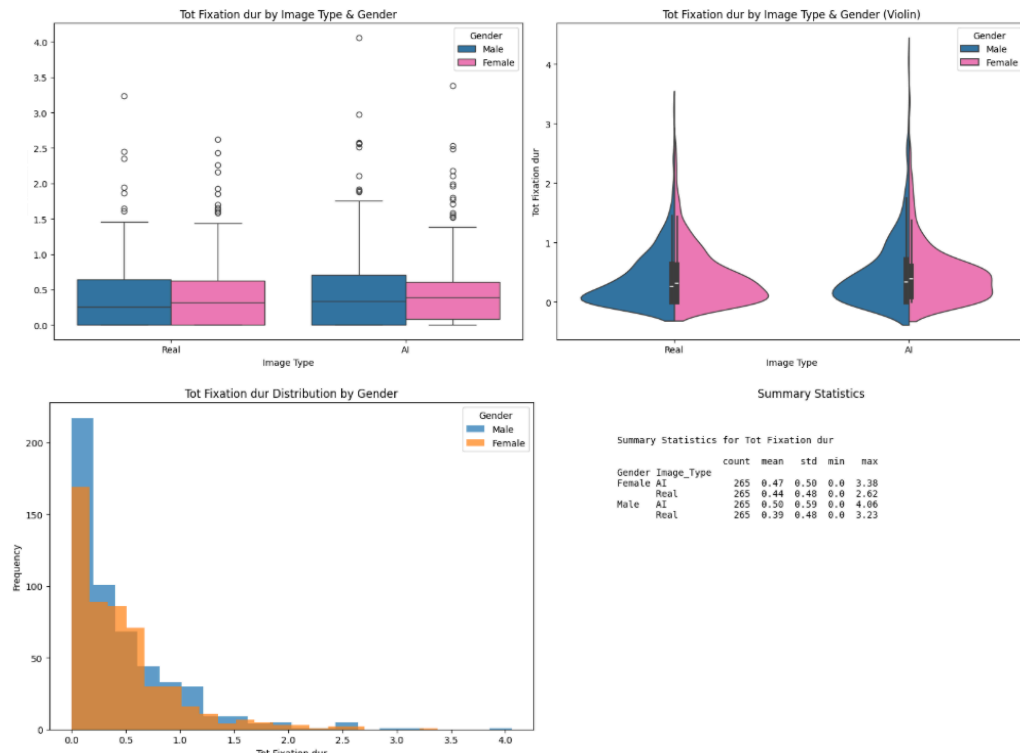 Tot Fixation dur by Image Type & Gender
4.0
3.5
3.0
2.5
2.0
1.5
1.0
0.5
0.0
Gender
Male
Female
Real
AI
Image Type
Tot Fixation dur by Image Type & Gender (Violin)
Tot Fixation dur
4
3
2
1
0
Gender
Male
Female
Real
AI
Image Type
Tot Fixation dur Distribution by Gender
Frequency
200
150
100
50
0
Gender
Male
Female
0.0 0.5 1.0 1.5 2.0 2.5 3.0 3.5 4.0
Tot Fixation dur
Summary Statistics
Summary Statistics for Tot Fixation dur
count mean std min max
Gender Image_Type
Female AI 265 0.47 0.50 0.0 3.38
Real 265 0.44 0.48 0.0 2.62
Male AI 265 0.50 0.59 0.0 4.06
Real 265 0.39 0.48 0.0 3.23